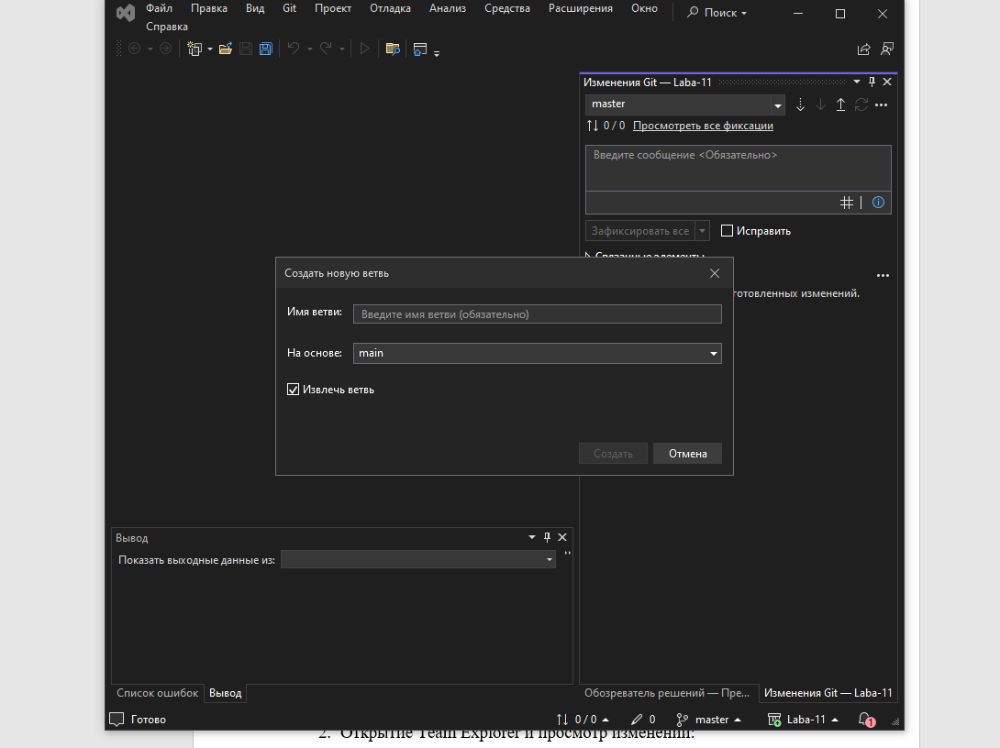 Файл Правка Вид Git Проект Отладка Анализ Средства Расширения Окно Поиск
Справка
Изменения Git — Laba-11
master
0 / 0 Просмотреть все фиксации
Введите сообщение <Обязательно>
Зафиксировать все Исправить
Связанные элементы
готовленных изменений.
Создать новую ветвь
Имя ветви: Введите имя ветви (обязательно)
На основе: main
Извлечь ветвь
Создать Отмена
Вывод
Показать выходные данные из:
Список ошибок Вывод
Обозреватель решений — Пре... Изменения Git — Laba-11
Готово 0 / 0 0 master Laba-11 1
2. Открытие Team Explorer и просмотр изменений: